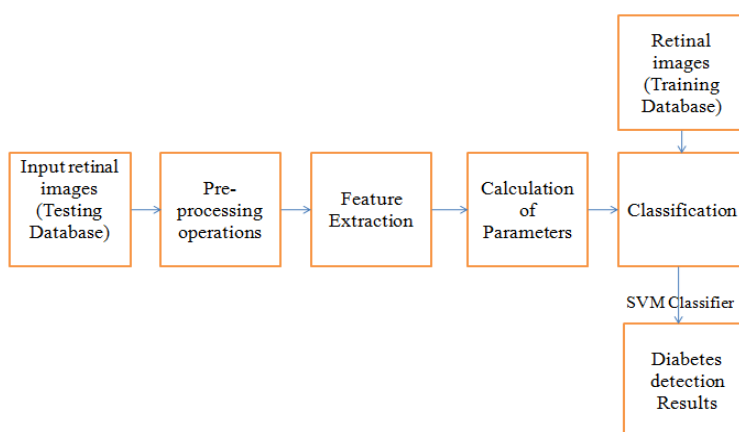 Retinal
images
(Training
Database)
Input retinal
images
(Testing
Database)
Pre-
processing
operations
Feature
Extraction
Calculation
of
Parameters
Classification
SVM Classifier
Diabetes
detection
Results